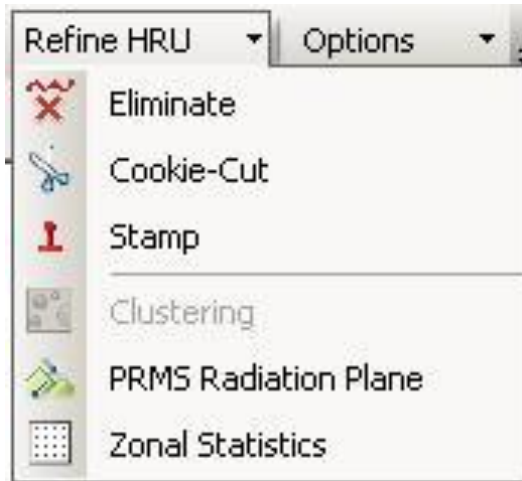 Refine HRU Options
Eliminate
Cookie-Cut
Stamp
Clustering
PRMS Radiation Plane
Zonal Statistics